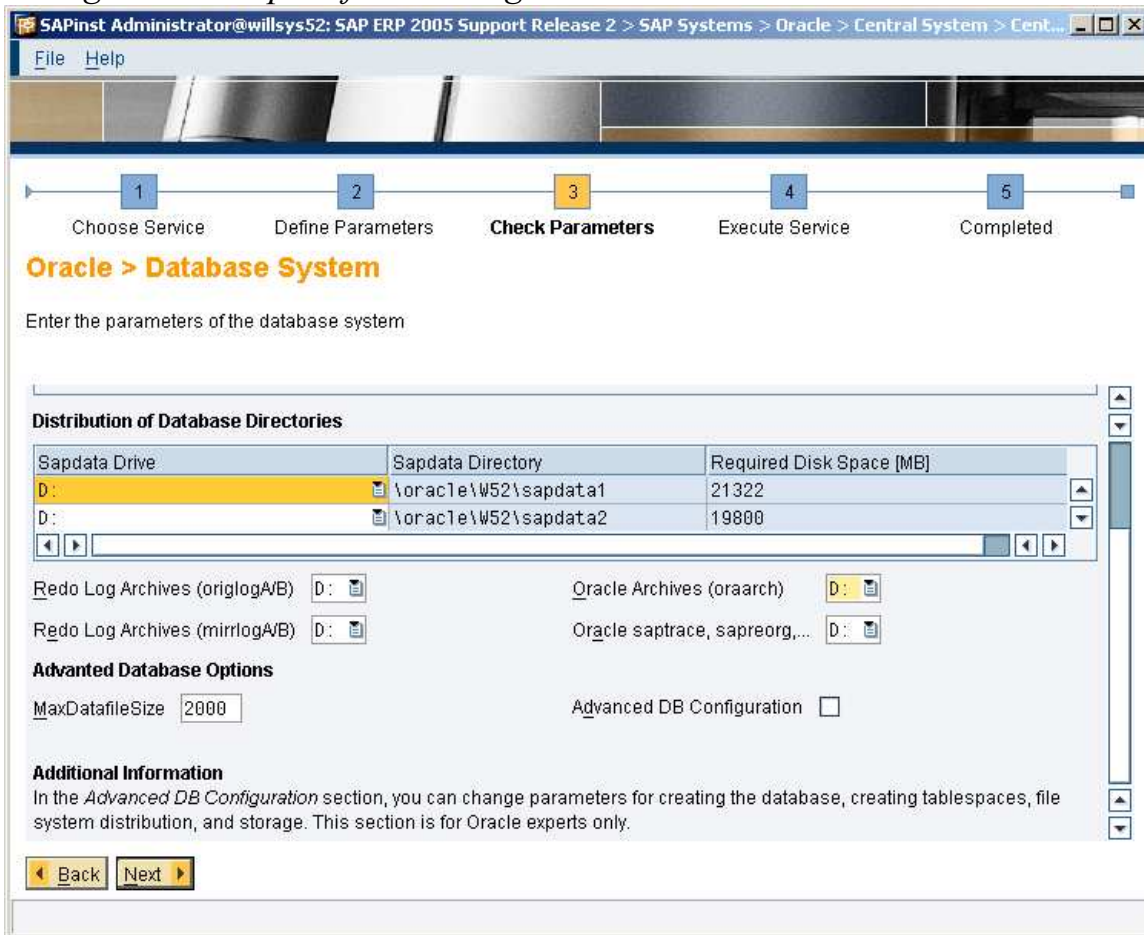 SAPinst Administrator@willsys52: SAP ERP 2005 Support Release 2 > SAP Systems > Oracle > Central System > Cent...
File Help
1 2 3 4 5
Choose Service Define Parameters Check Parameters Execute Service Completed
Oracle > Database System
Enter the parameters of the database system
Distribution of Database Directories
Sapdata Drive Sapdata Directory Required Disk Space [MB]
D: \oracle\W52\sapdata1 21322
D: \oracle\W52\sapdata2 19800
Redo Log Archives (origlogA/B) D: Oracle Archives (oraarch) D:
Redo Log Archives (mirrlogA/B) D: Oracle saptrace, sapreorg,... D:
Advanted Database Options
MaxDatafileSize 2000 Advanced DB Configuration
Additional Information
In the Advanced DB Configuration section, you can change parameters for creating the database, creating tablespaces, file
system distribution, and storage. This section is for Oracle experts only.
Back Next